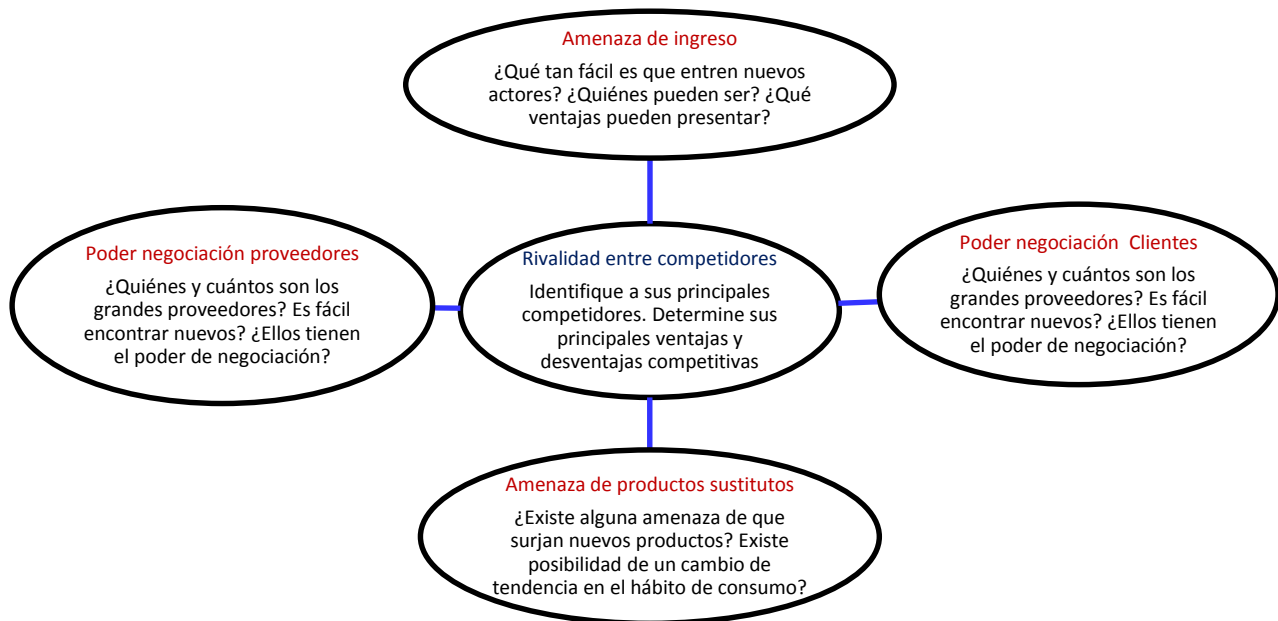 Amenaza de ingreso
¿Qué tan fácil es que entren nuevos
actores? ¿Quiénes pueden ser? ¿Qué
ventajas pueden presentar?
Poder negociación proveedores
¿Quiénes y cuántos son los
grandes proveedores? Es fácil
encontrar nuevos? ¿Ellos tienen
el poder de negociación?
Rivalidad entre competidores
Identifique a sus principales
competidores. Determine sus
principales ventajas y
desventajas competitivas
Poder negociación Clientes
¿Quiénes y cuántos son los
grandes proveedores? Es fácil
encontrar nuevos? ¿Ellos tienen
el poder de negociación?
Amenaza de productos sustitutos
¿Existe alguna amenaza de que
surjan nuevos productos? Existe
posibilidad de un cambio de
tendencia en el hábito de consumo?